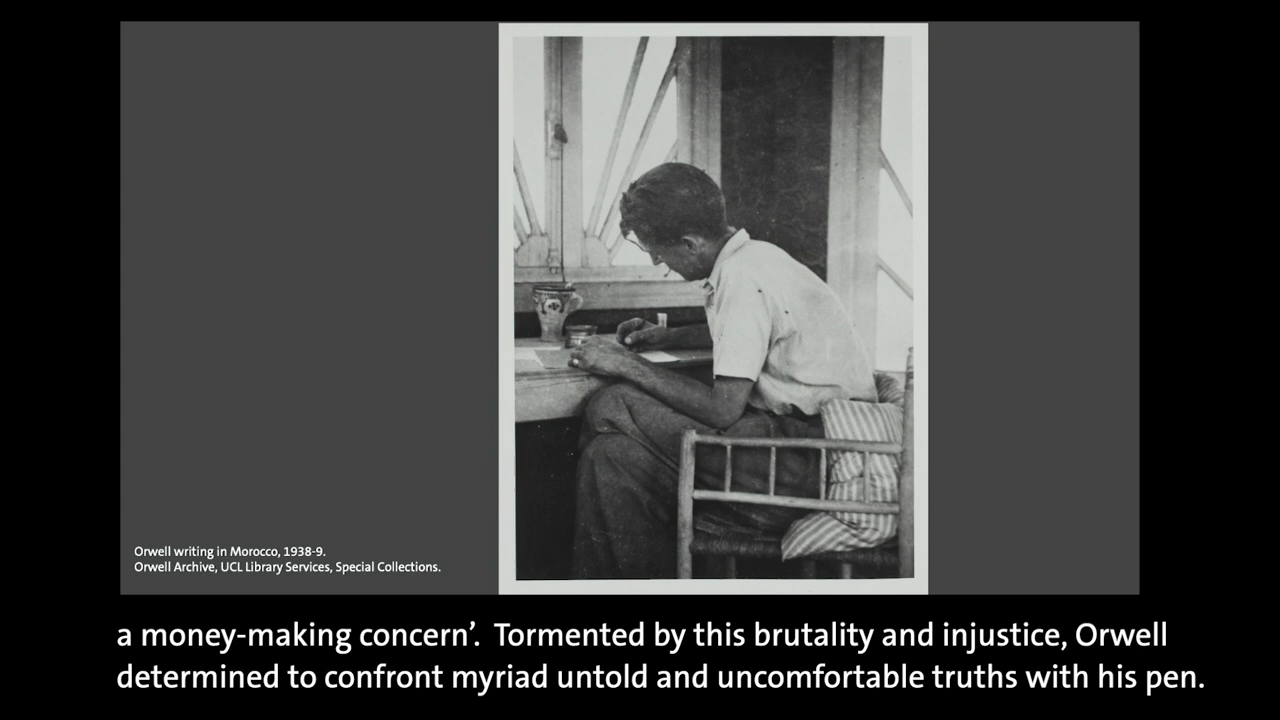 Orwell writing in Morocco, 1938-9.
Orwell Archive, UCL Library Services, Special Collections.
a money-making concern’.  Tormented by this brutality and injustice, Orwell
determined to confront myriad untold and uncomfortable truths with his pen.